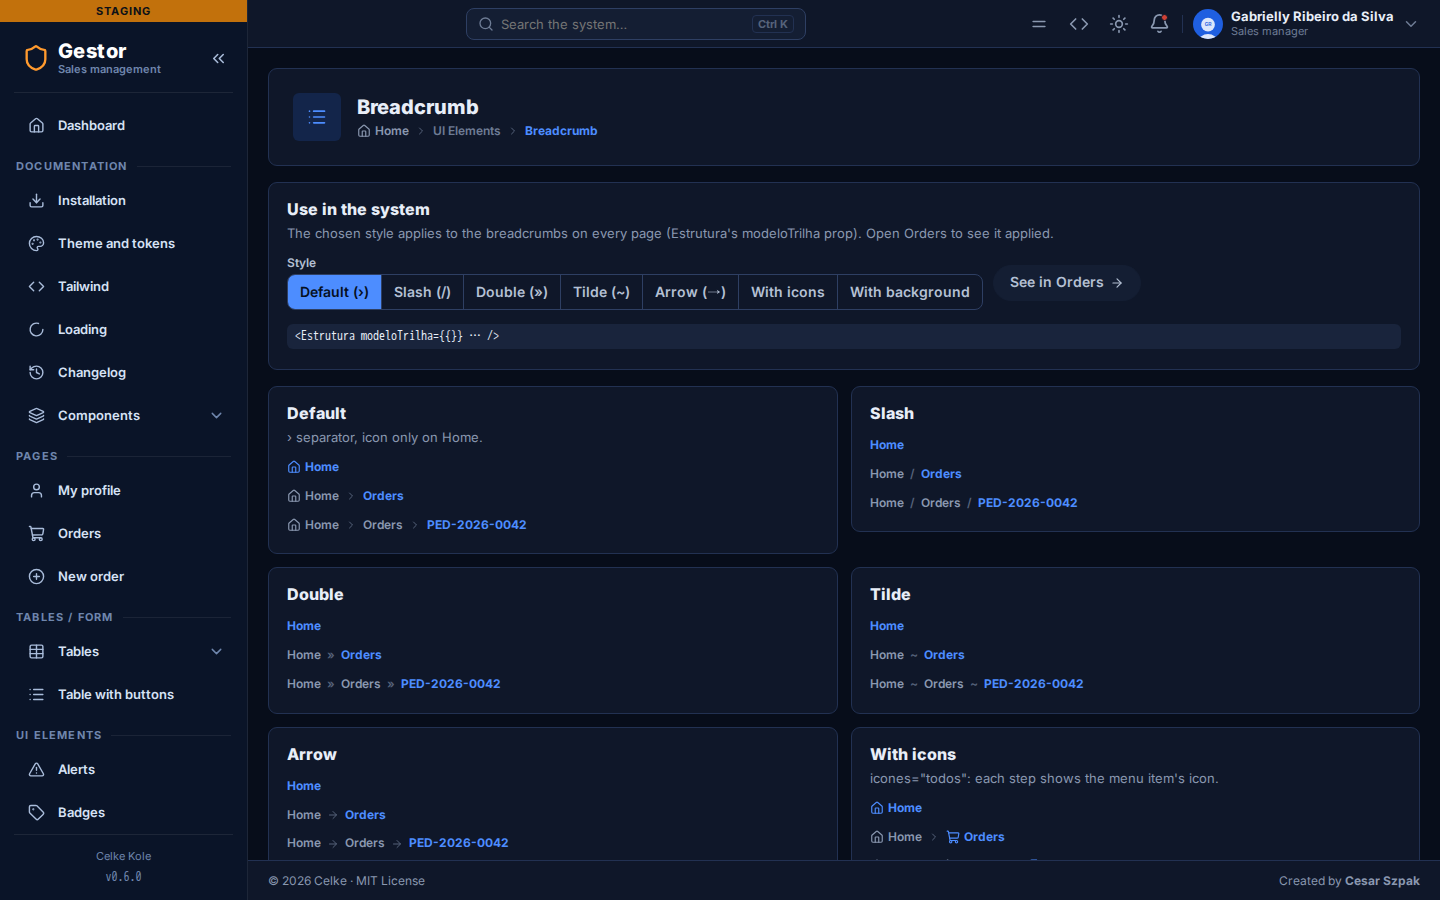 STAGING
Gestor
Sales management
Dashboard
DOCUMENTATION
Installation
Theme and tokens
Tailwind
Loading
Changelog
Components
PAGES
My profile
Orders
New order
TABLES / FORM
Tables
Table with buttons
UI ELEMENTS
Alerts
Badges
Celke Kole
v0.6.0
Search the system...
Ctrl K
GR
Gabrielly Ribeiro da Silva
Sales manager
Breadcrumb
Home › UI Elements › Breadcrumb
Use in the system
The chosen style applies to the breadcrumbs on every page (Estrutura's modeloTrilha prop). Open Orders to see it applied.
Style
Default (›) Slash (/) Double (») Tilde (~) Arrow (→) With icons With background
See in Orders →
<Estrutura modeloTrilha={{}} ··· />
Default
› separator, icon only on Home.
Home
Home › Orders
Home › Orders › PED-2026-0042
Slash
Home
Home / Orders
Home / Orders / PED-2026-0042
Double
Home
Home » Orders
Home » Orders » PED-2026-0042
Tilde
Home
Home ~ Orders
Home ~ Orders ~ PED-2026-0042
Arrow
Home
Home → Orders
Home → Orders → PED-2026-0042
With icons
icones="todos": each step shows the menu item's icon.
Home
Home › Orders
© 2026 Celke · MIT License
Created by Cesar Szpak